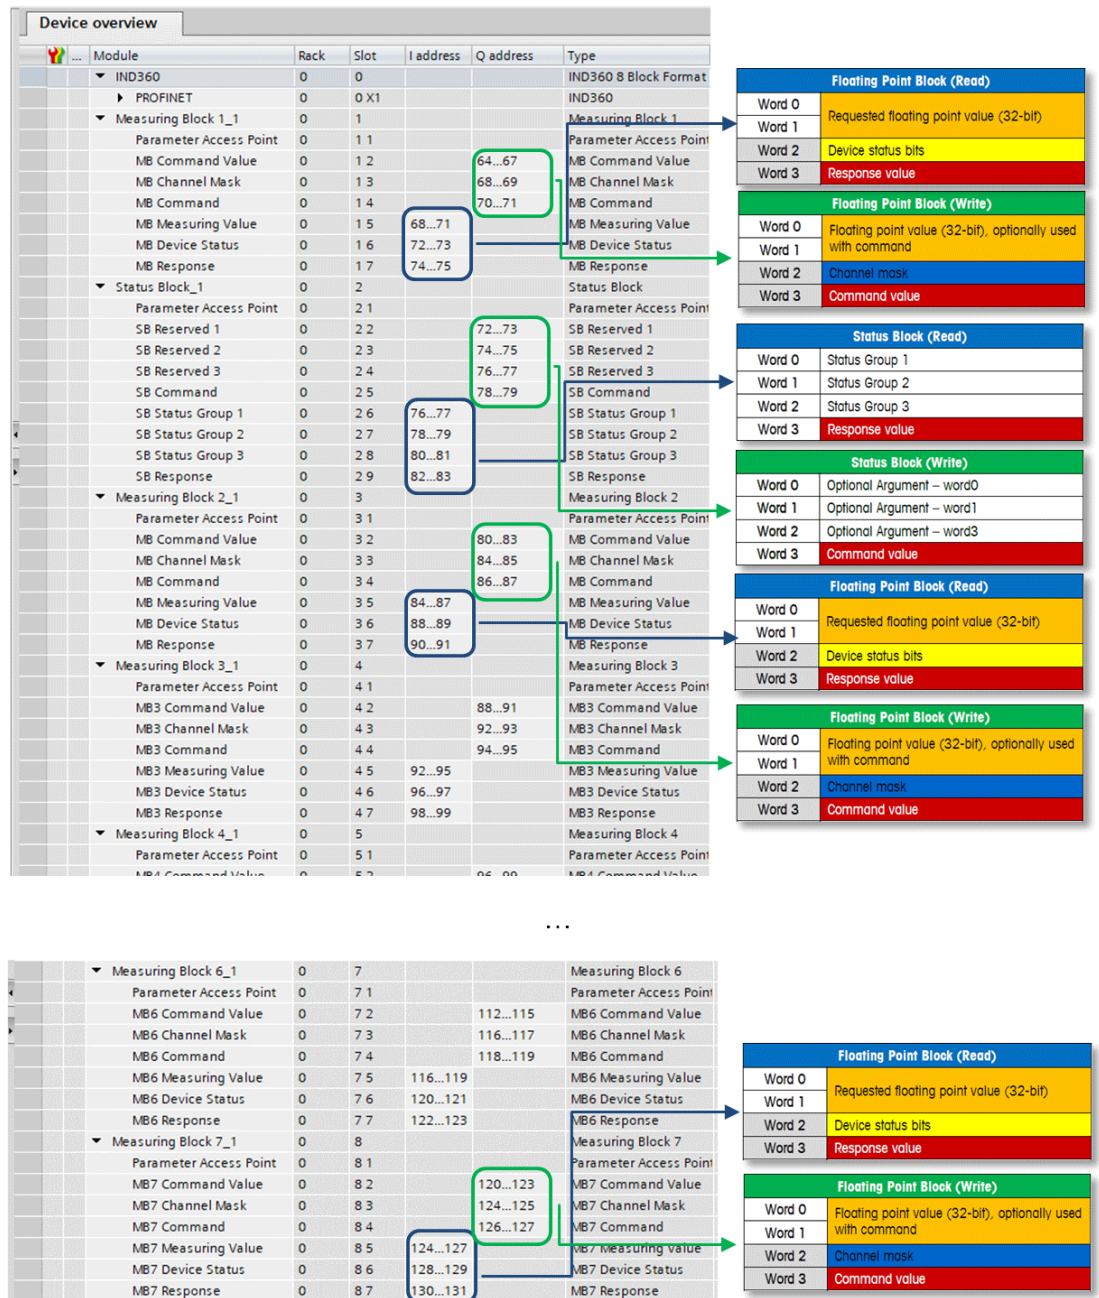 Device overview
... Module Rack Slot I address Q address Type
IND360 0 0 IND360 8 Block Format
PROFINET 0 0 X1 IND360
Measuring Block 1_1 0 1 Measuring Block 1
Parameter Access Point 0 1 1 Parameter Access Point
MB Command Value 0 1 2 64...67 MB Command Value
MB Channel Mask 0 1 3 68...69 MB Channel Mask
MB Command 0 1 4 70...71 MB Command
MB Measuring Value 0 1 5 68...71 MB Measuring Value
MB Device Status 0 1 6 72...73 MB Device Status
MB Response 0 1 7 74...75 MB Response
Status Block_1 0 2 Status Block
Parameter Access Point 0 2 1 Parameter Access Point
SB Reserved 1 0 2 2 72...73 SB Reserved 1
SB Reserved 2 0 2 3 74...75 SB Reserved 2
SB Reserved 3 0 2 4 76...77 SB Reserved 3
SB Command 0 2 5 78...79 SB Command
SB Status Group 1 0 2 6 76...77 SB Status Group 1
SB Status Group 2 0 2 7 78...79 SB Status Group 2
SB Status Group 3 0 2 8 80...81 SB Status Group 3
SB Response 0 2 9 82...83 SB Response
Measuring Block 2_1 0 3 Measuring Block 2
Parameter Access Point 0 3 1 Parameter Access Point
MB Command Value 0 3 2 80...83 MB Command Value
MB Channel Mask 0 3 3 84...85 MB Channel Mask
MB Command 0 3 4 86...87 MB Command
MB Measuring Value 0 3 5 84...87 MB Measuring Value
MB Device Status 0 3 6 88...89 MB Device Status
MB Response 0 3 7 90...91 MB Response
Measuring Block 3_1 0 4 Measuring Block 3
Parameter Access Point 0 4 1 Parameter Access Point
MB3 Command Value 0 4 2 88...91 MB3 Command Value
MB3 Channel Mask 0 4 3 92...93 MB3 Channel Mask
MB3 Command 0 4 4 94...95 MB3 Command
MB3 Measuring Value 0 4 5 92...95 MB3 Measuring Value
MB3 Device Status 0 4 6 96...97 MB3 Device Status
MB3 Response 0 4 7 98...99 MB3 Response
Measuring Block 4_1 0 5 Measuring Block 4
Parameter Access Point 0 5 1 Parameter Access Point
MB4 Command Value 0 5 2 96...99 MB4 Command Value
Floating Point Block (Read)
Word 0 Requested floating point value (32-bit)
Word 1
Word 2 Device status bits
Word 3 Response value
Floating Point Block (Write)
Word 0 Floating point value (32-bit), optionally used
Word 1 with command
Word 2 Channel mask
Word 3 Command value
Status Block (Read)
Word 0 Status Group 1
Word 1 Status Group 2
Word 2 Status Group 3
Word 3 Response value
Status Block (Write)
Word 0 Optional Argument – word0
Word 1 Optional Argument – word1
Word 2 Optional Argument – word3
Word 3 Command value
Floating Point Block (Read)
Word 0 Requested floating point value (32-bit)
Word 1
Word 2 Device status bits
Word 3 Response value
Floating Point Block (Write)
Word 0 Floating point value (32-bit), optionally used
Word 1 with command
Word 2 Channel mask
Word 3 Command value
...
Measuring Block 6_1 0 7 Measuring Block 6
Parameter Access Point 0 7 1 Parameter Access Point
MB6 Command Value 0 7 2 112...115 MB6 Command Value
MB6 Channel Mask 0 7 3 116...117 MB6 Channel Mask
MB6 Command 0 7 4 118...119 MB6 Command
MB6 Measuring Value 0 7 5 116...119 MB6 Measuring Value
MB6 Device Status 0 7 6 120...121 MB6 Device Status
MB6 Response 0 7 7 122...123 MB6 Response
Measuring Block 7_1 0 8 Measuring Block 7
Parameter Access Point 0 8 1 Parameter Access Point
MB7 Command Value 0 8 2 120...123 MB7 Command Value
MB7 Channel Mask 0 8 3 124...125 MB7 Channel Mask
MB7 Command 0 8 4 126...127 MB7 Command
MB7 Measuring Value 0 8 5 124...127 MB7 Measuring Value
MB7 Device Status 0 8 6 128...129 MB7 Device Status
MB7 Response 0 8 7 130...131 MB7 Response
Floating Point Block (Read)
Word 0 Requested floating point value (32-bit)
Word 1
Word 2 Device status bits
Word 3 Response value
Floating Point Block (Write)
Word 0 Floating point value (32-bit), optionally used
Word 1 with command
Word 2 Channel mask
Word 3 Command value